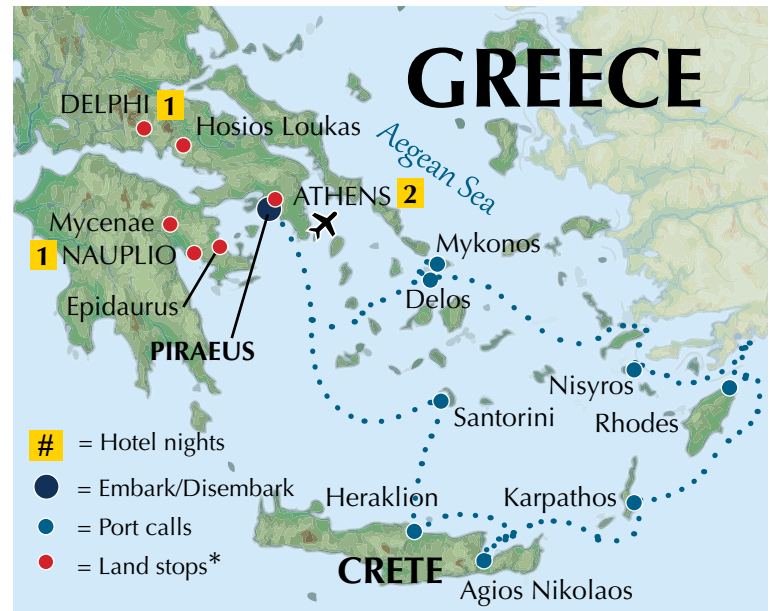 GREECE
DELPHI 1
Hosios Loukas
Aegean Sea
ATHENS 2
Mycenae
1 NAUPLIO
Mykonos
Delos
Epidaurus
PIRAEUS
Nisyros
Santorini
Rhodes
# = Hotel nights
= Embark/Disembark
Heraklion
Karpathos
= Port calls
= Land stops*
CRETE
Agios Nikolaos